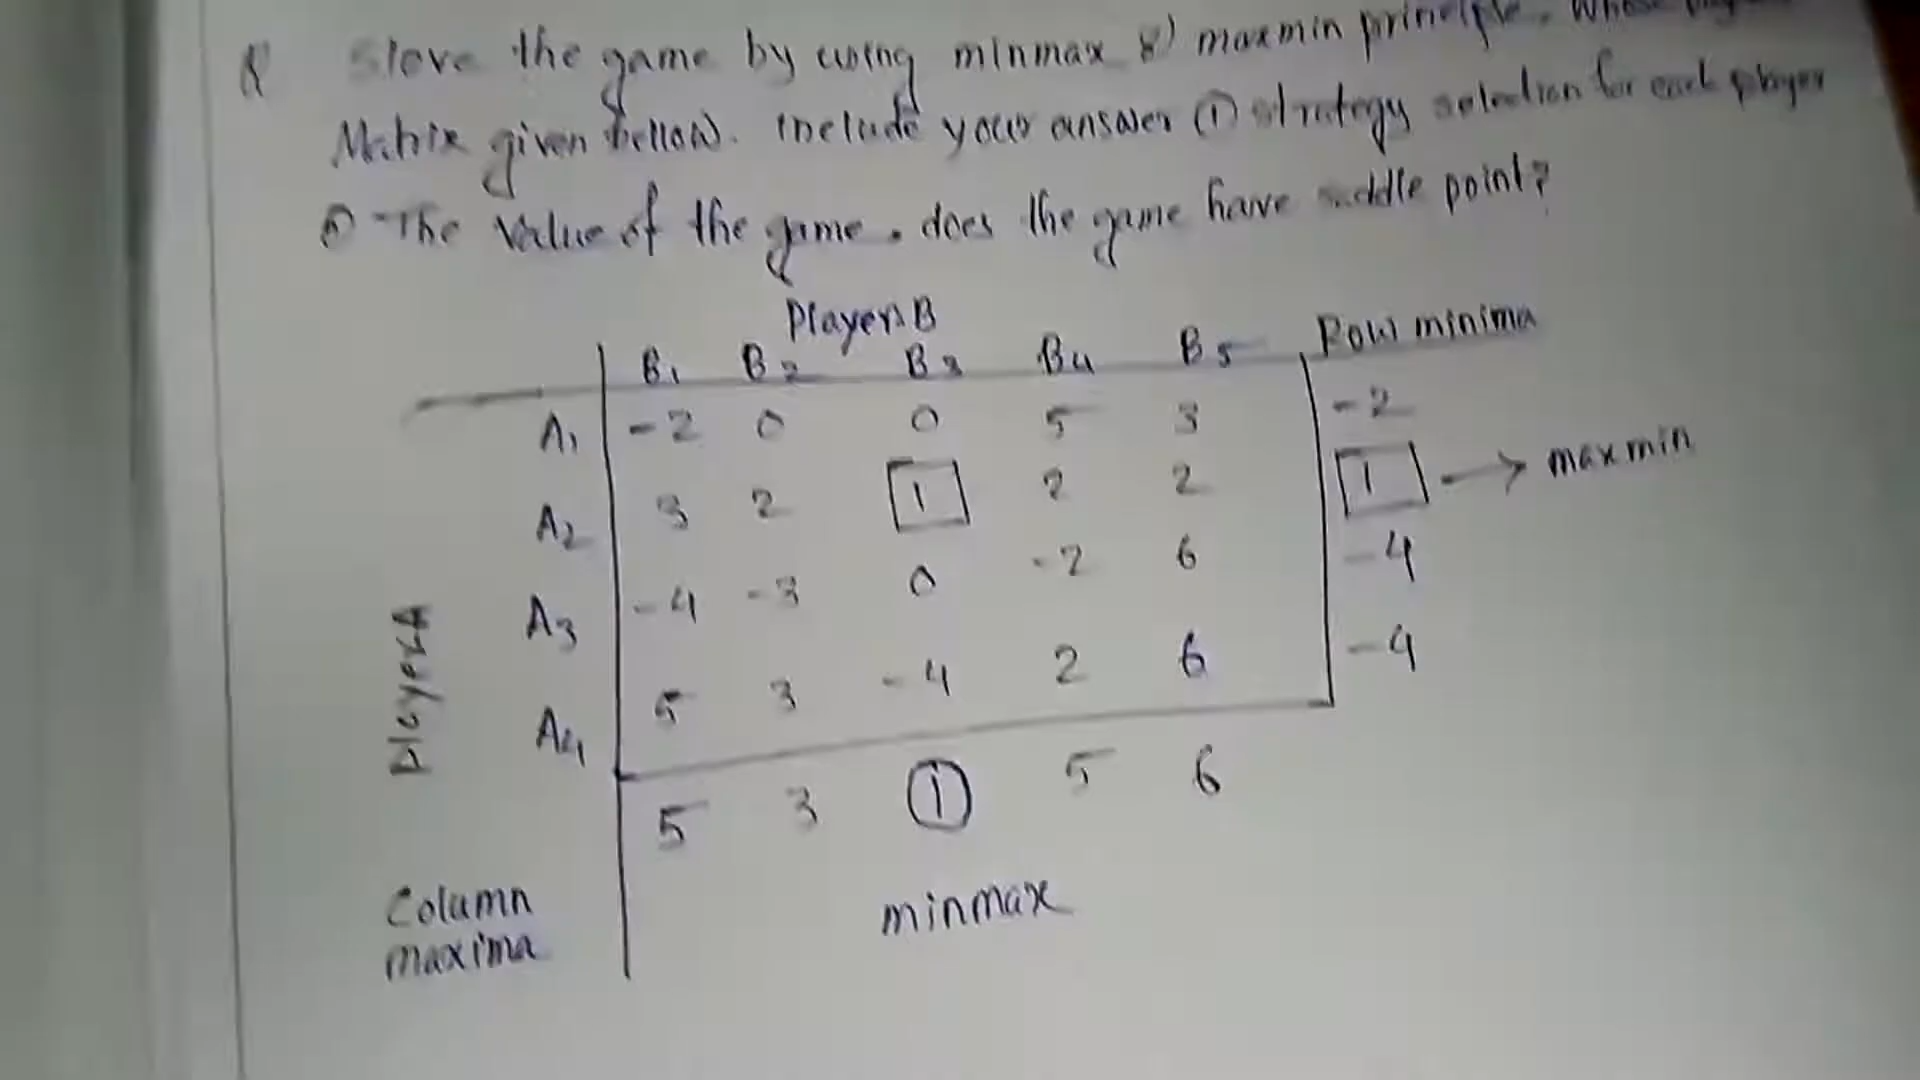 Q Slove the game by using minmax & maxmin principle. Whose
Matrix given bellow. Include your answer ① strategy selection for each player
② The value of the game. does the game have saddle point?
Player B
B1 B2 B3 B4 B5 Row minima
A1 -2 0 0 5 3 -2
A2 3 2 1 2 2 1 → maxmin
A3 -4 -3 0 -2 6 -4
A4 5 3 -4 2 6 -4
Player A
5 3 1 5 6
Column maxima
minmax